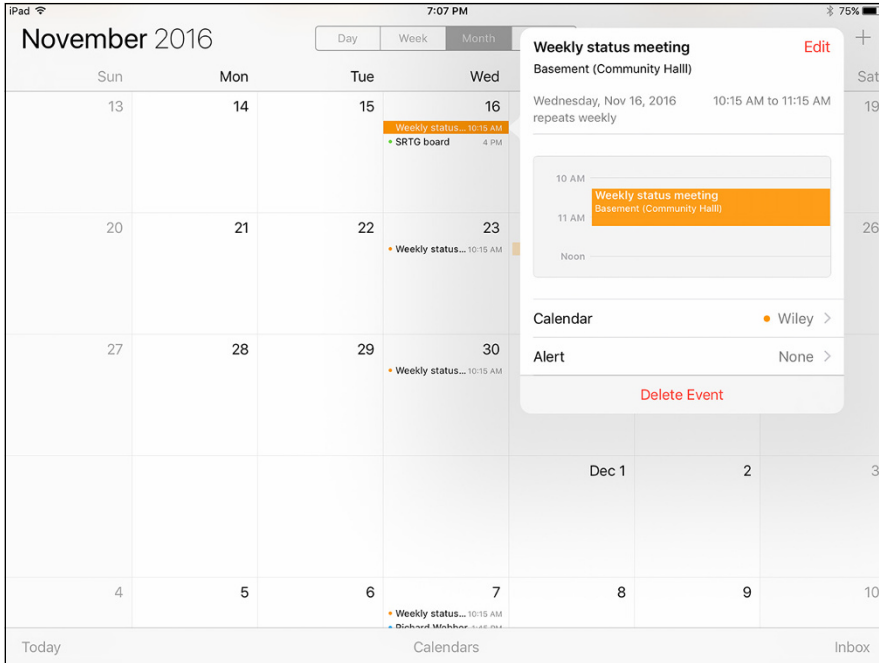 iPad 7:07 PM 75%
November 2016 Day Week Month +
Sun Mon Tue Wed Sat
13 14 15 16 19
Weekly status... 10:15 AM
SRTG board 4 PM
20 21 22 23 26
Weekly status... 10:15 AM
27 28 29 30
Weekly status... 10:15 AM
Dec 1 2 3
4 5 6 7 8 9 10
Weekly status... 10:15 AM
Richard Webber 1:45 PM
Today Calendars Inbox
Weekly status meeting Edit
Basement (Community Halll)
Wednesday, Nov 16, 2016 10:15 AM to 11:15 AM
repeats weekly
10 AM
Weekly status meeting
Basement (Community Halll)
11 AM
Noon
Calendar Wiley >
Alert None >
Delete Event